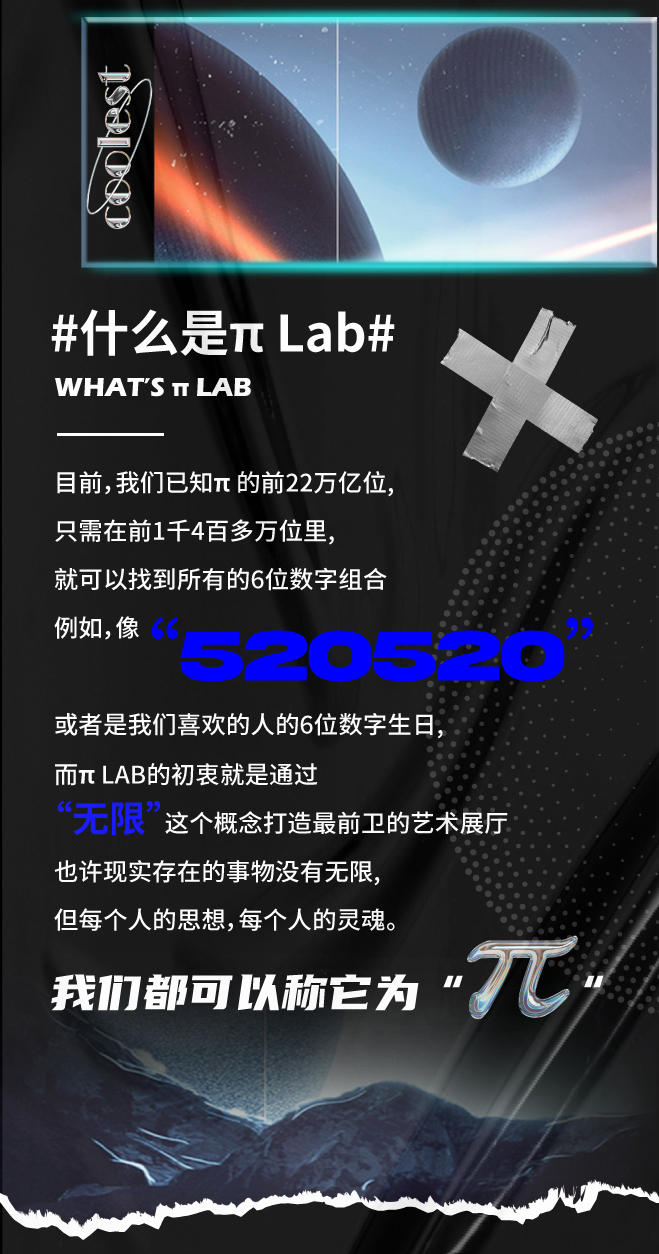 coolest
#什么是π Lab#
WHAT'S π LAB
目前,我们已知π 的前22万亿位,
只需在前1千4百多万位里,
就可以找到所有的6位数字组合
例如,像“520520”
或者是我们喜欢的人的6位数字生日,
而π LAB的初衷就是通过
“无限”这个概念打造最前卫的艺术展厅
也许现实存在的事物没有无限,
但每个人的思想,每个人的灵魂。
我们都可以称它为“π“